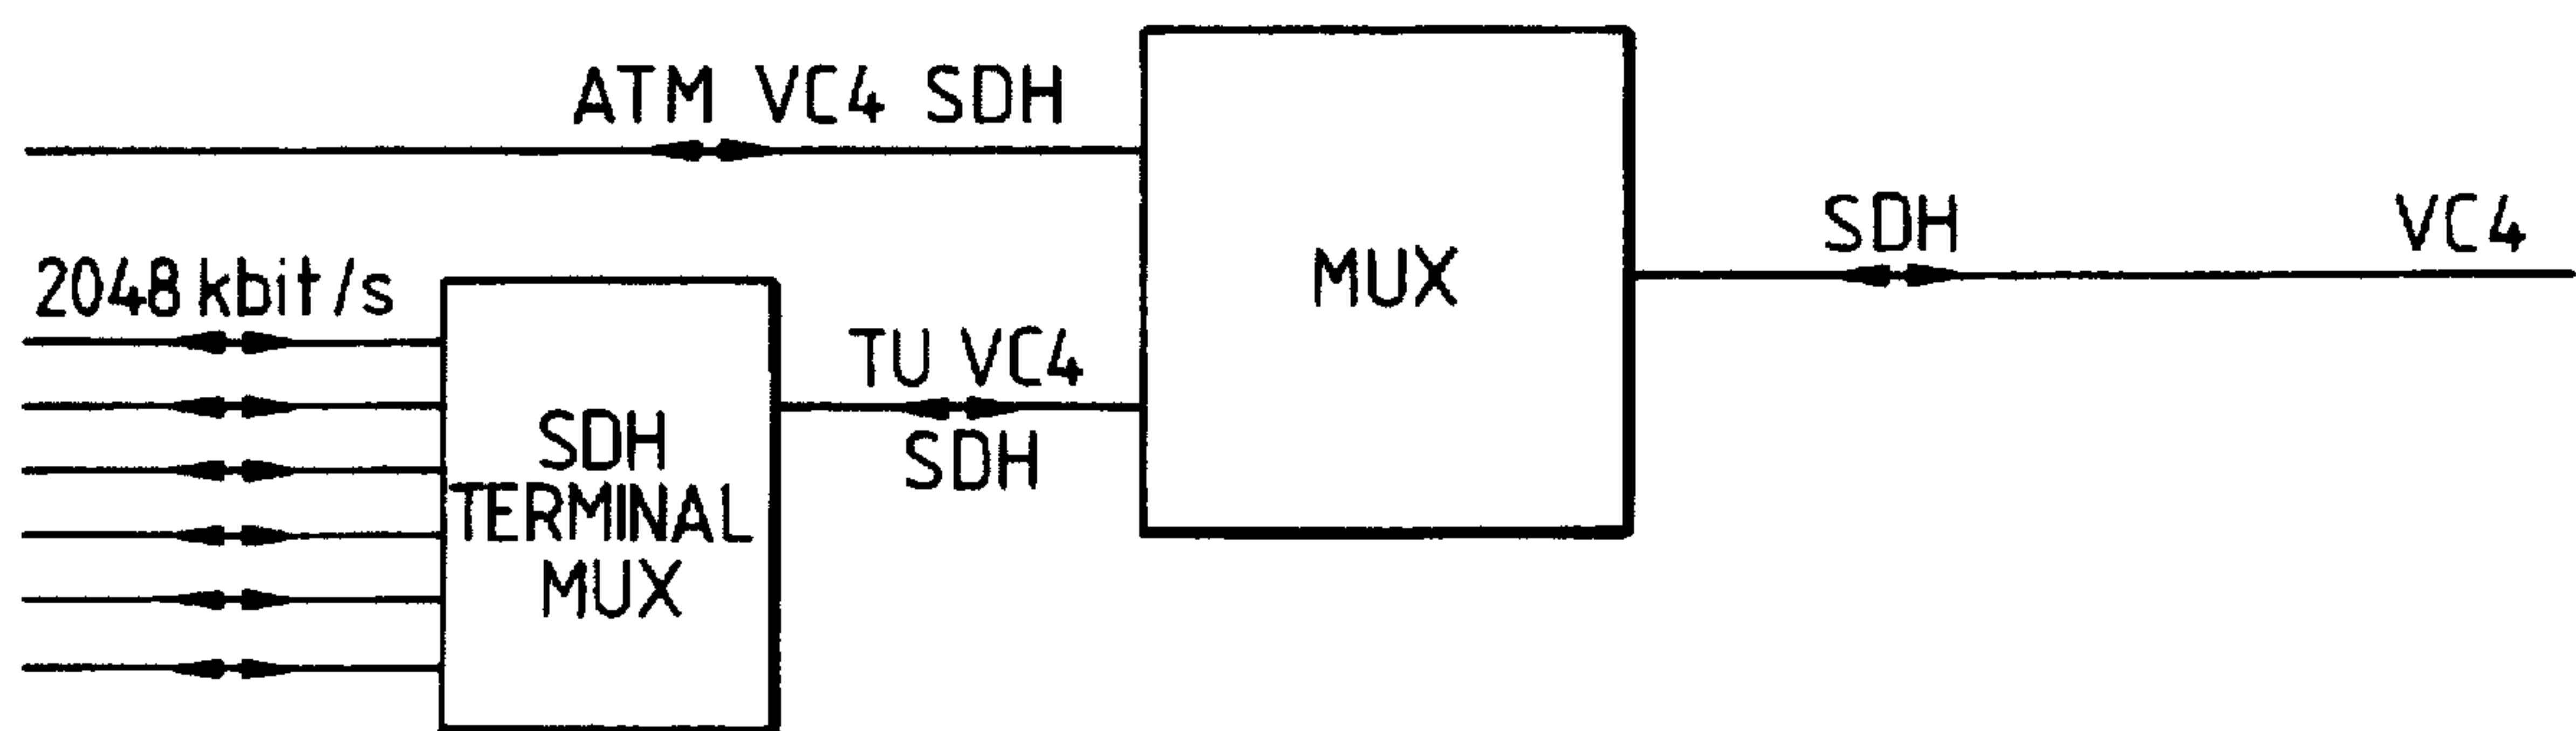 ATM VC4 SDH
MUX
SDH
VC4
2048 kbit/s
TU VC4
SDH
SDH
TERMINAL
MUX